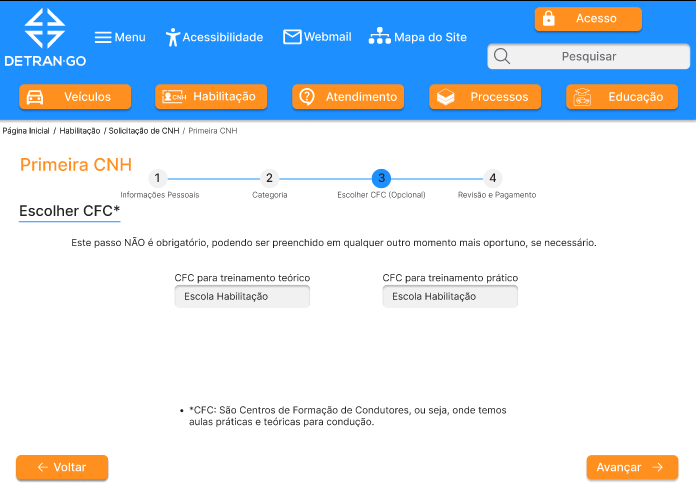 DETRAN-GO
Menu
Acessibilidade
Webmail
Mapa do Site
Acesso
Pesquisar
Veículos
CNH
Habilitação
Atendimento
Processos
Educação
Página Inicial / Habilitação / Solicitação de CNH / Primeira CNH
Primeira CNH
1
2
3
4
Informações Pessoais
Categoria
Escolher CFC (Opcional)
Revisão e Pagamento
Escolher CFC*
Este passo NÃO é obrigatório, podendo ser preenchido em qualquer outro momento mais oportuno, se necessário.
CFC para treinamento teórico
CFC para treinamento prático
Escola Habilitação
Escola Habilitação
• *CFC: São Centros de Formação de Condutores, ou seja, onde temos
aulas práticas e teóricas para condução.
← Voltar
Avançar →